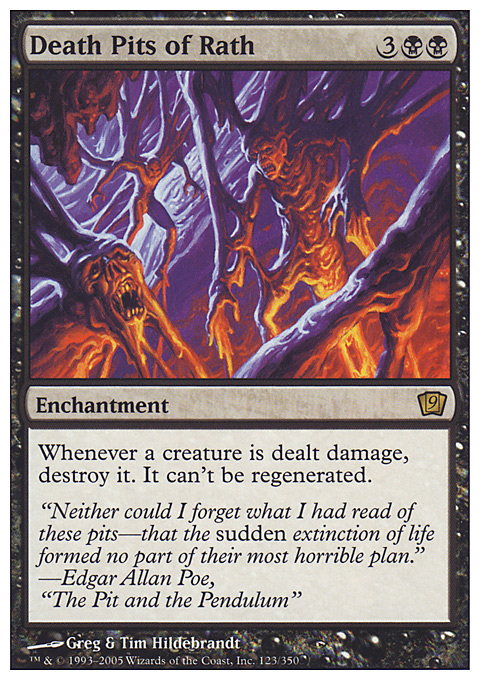 Death Pits of Rath 3
Enchantment 9
Whenever a creature is dealt damage,
destroy it. It can't be regenerated.
“Neither could I forget what I had read of
these pits—that the sudden extinction of life
formed no part of their most horrible plan.”
—Edgar Allan Poe,
“The Pit and the Pendulum”
Greg & Tim Hildebrandt
™ & © 1993–2005 Wizards of the Coast, Inc. 123/350